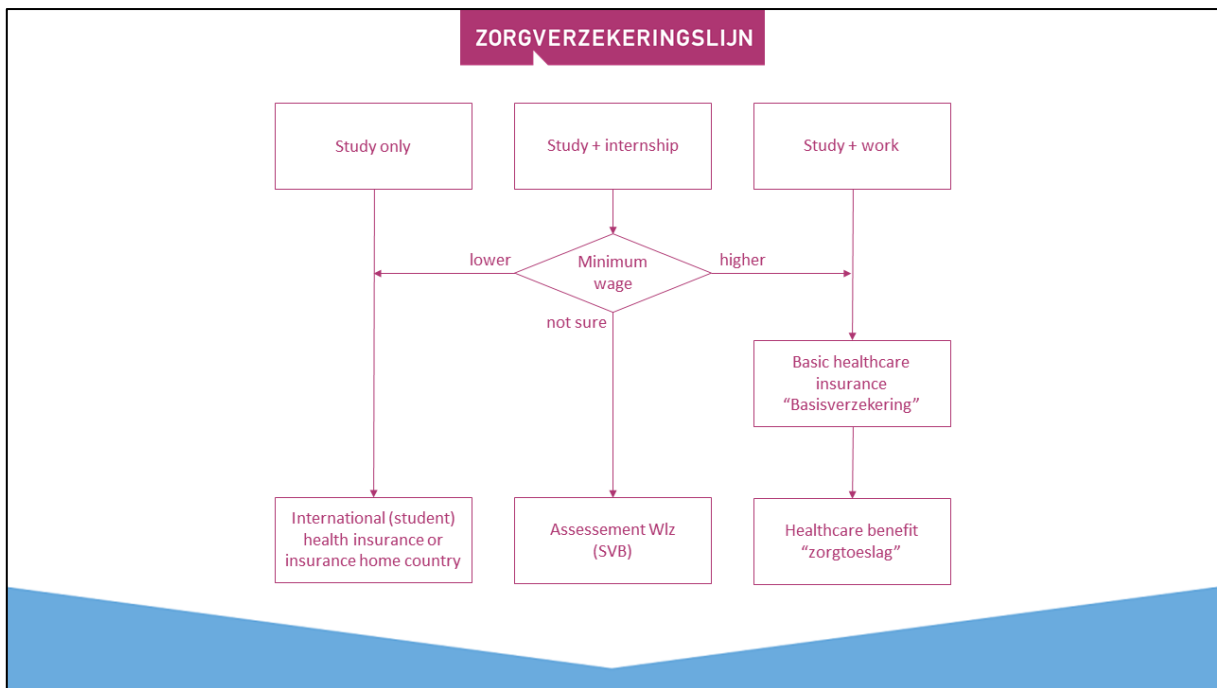 ZORGVERZEKERINGSLIJN
Study only
Study + internship
Study + work
lower
Minimum
wage
higher
not sure
Basic healthcare
insurance
“Basisverzekering”
International (student)
health insurance or
insurance home country
Assessement Wlz
(SVB)
Healthcare benefit
“zorgtoeslag”